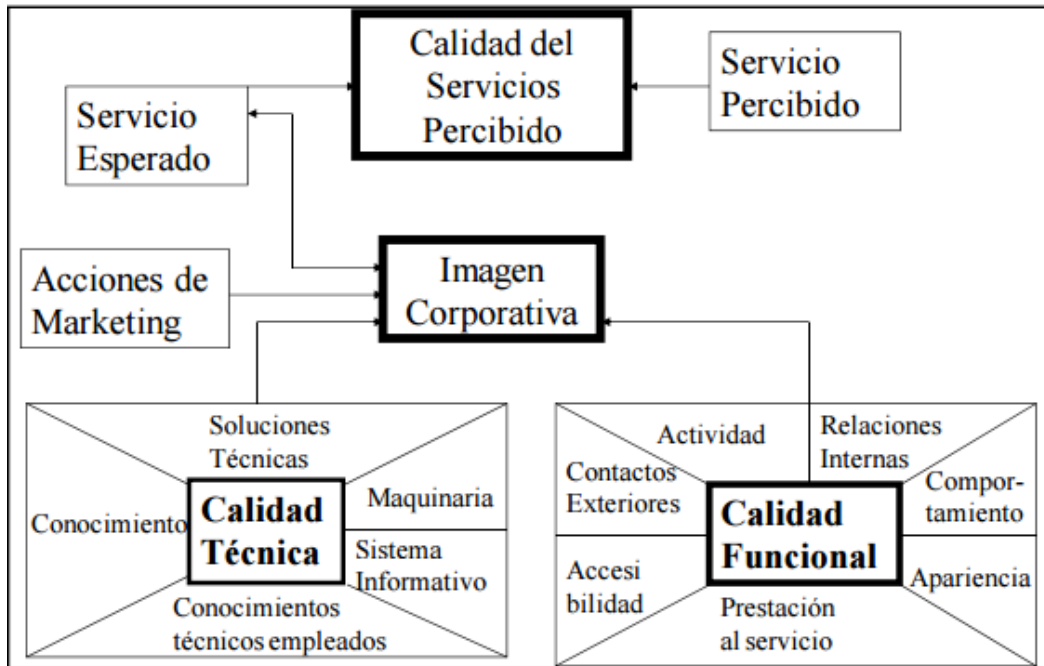 Calidad del
Servicios
Percibido
Servicio
Percibido
Servicio
Esperado
Imagen
Corporativa
Acciones de
Marketing
Soluciones
Técnicas
Conocimiento
Calidad
Técnica
Maquinaria
Sistema
Informativo
Conocimientos
técnicos empleados
Actividad
Relaciones
Internas
Contactos
Exteriores
Compor-
tamiento
Calidad
Funcional
Accesi
bilidad
Apariencia
Prestación
al servicio